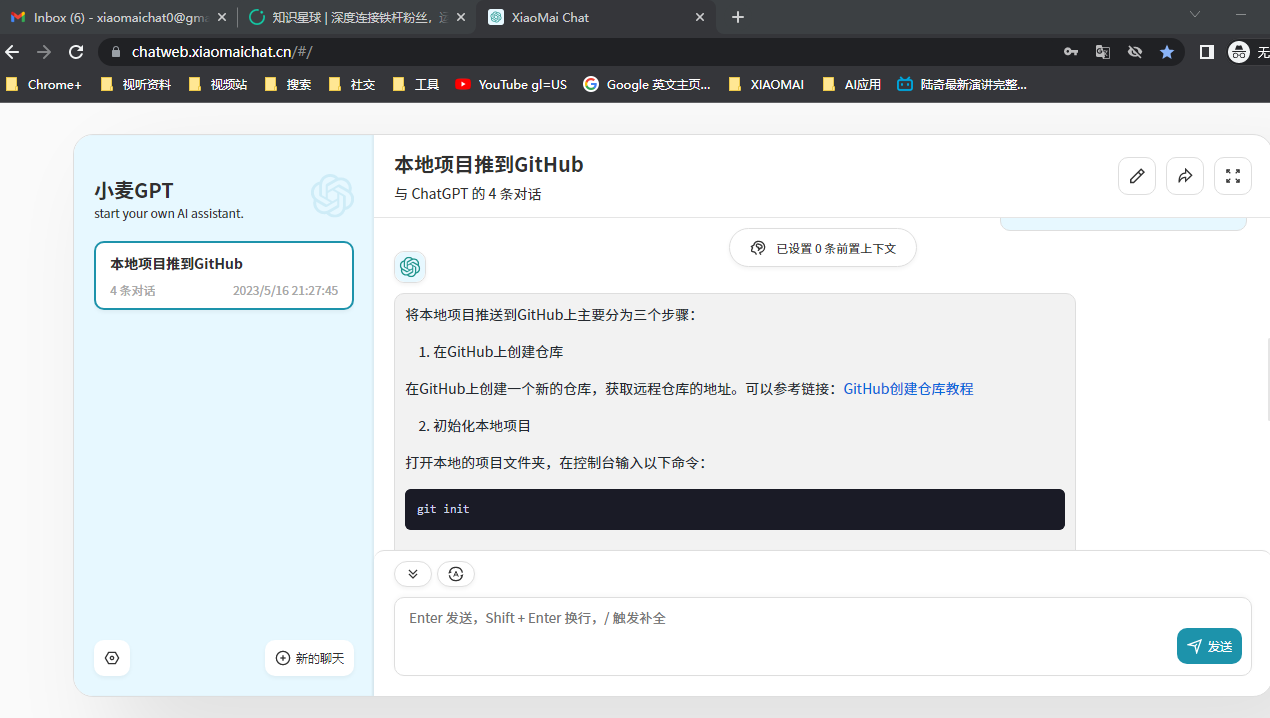 Inbox (6) - xiaomaichat0@gma
知识星球 | 深度连接铁杆粉丝，运
XiaoMai Chat
chatweb.xiaomaichat.cn/#/
无
Chrome+
视听资料
视频站
搜索
社交
工具
YouTube gl=US
Google 英文主页...
XIAOMAI
AI应用
陆奇最新演讲完整...
小麦GPT
start your own AI assistant.
本地项目推到GitHub
4 条对话
2023/5/16 21:27:45
新的聊天
本地项目推到GitHub
与 ChatGPT 的 4 条对话
已设置 0 条前置上下文
将本地项目推送到GitHub上主要分为三个步骤：
1. 在GitHub上创建仓库
在GitHub上创建一个新的仓库，获取远程仓库的地址。可以参考链接：GitHub创建仓库教程
2. 初始化本地项目
打开本地的项目文件夹，在控制台输入以下命令：
git init
Enter 发送，Shift + Enter 换行，/ 触发补全
发送